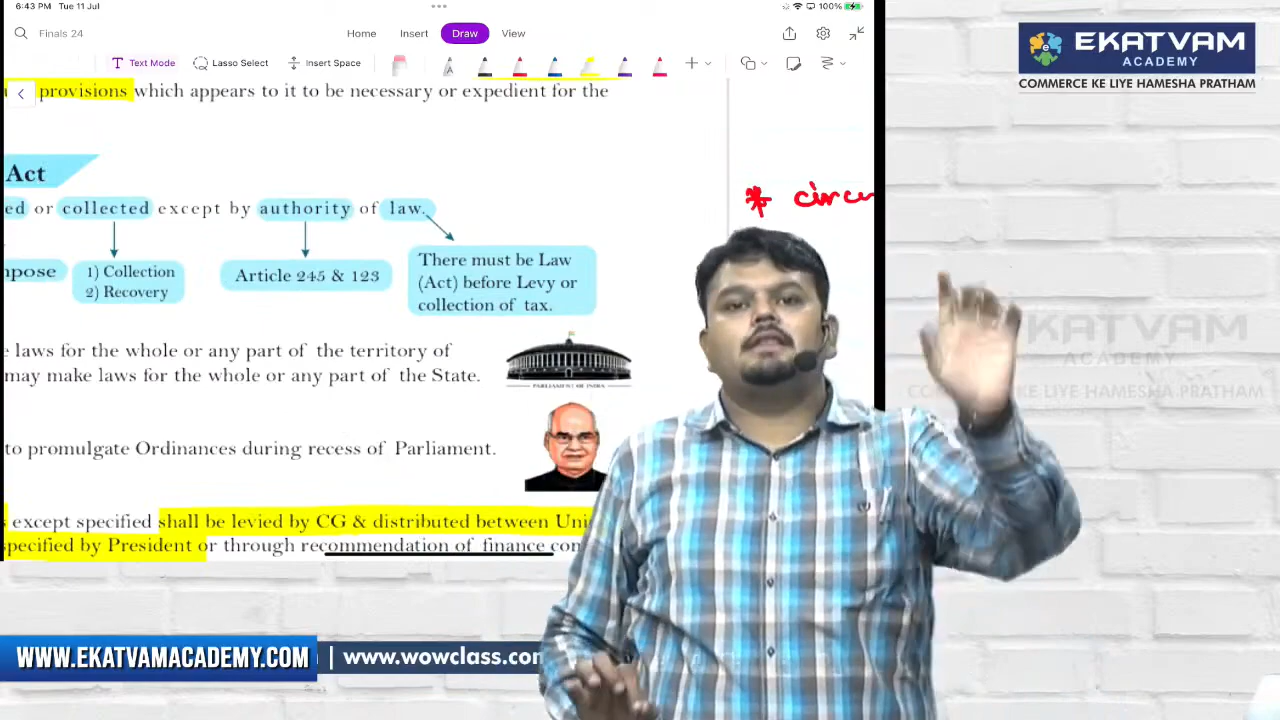 6:43 PM Tue 11 Jul
100%
Finals 24
Home Insert Draw View
Text Mode Lasso Select Insert Space
provisions which appears to it to be necessary or expedient for the
Act
ed or collected except by authority of law.
1) Collection
2) Recovery
Article 245 & 123
There must be Law
(Act) before Levy or
collection of tax.
laws for the whole or any part of the territory of
may make laws for the whole or any part of the State.
PARLIAMENT OF INDIA
to promulgate Ordinances during recess of Parliament.
except specified shall be levied by CG & distributed between
specified by President or through recommendation of finance
EKATVAM
ACADEMY
COMMERCE KE LIYE HAMESHA PRATHAM
EKATVAM
ACADEMY
WWW.EKATVAMACADEMY.COM
| www.wowclass.com